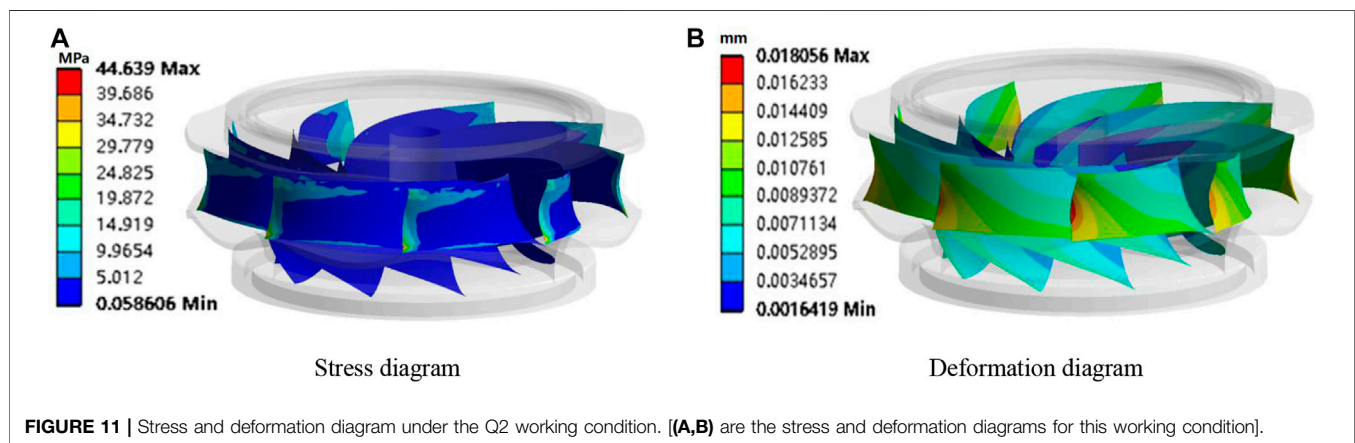 A
MPa
44.639 Max
39.686
34.732
29.779
24.825
19.872
14.919
9.9654
5.012
0.058606 Min
Stress diagram
B
mm
0.018056 Max
0.016233
0.014409
0.012585
0.010761
0.0089372
0.0071134
0.0052895
0.0034657
0.0016419 Min
Deformation diagram
FIGURE 11 | Stress and deformation diagram under the Q2 working condition. [(A,B) are the stress and deformation diagrams for this working condition].